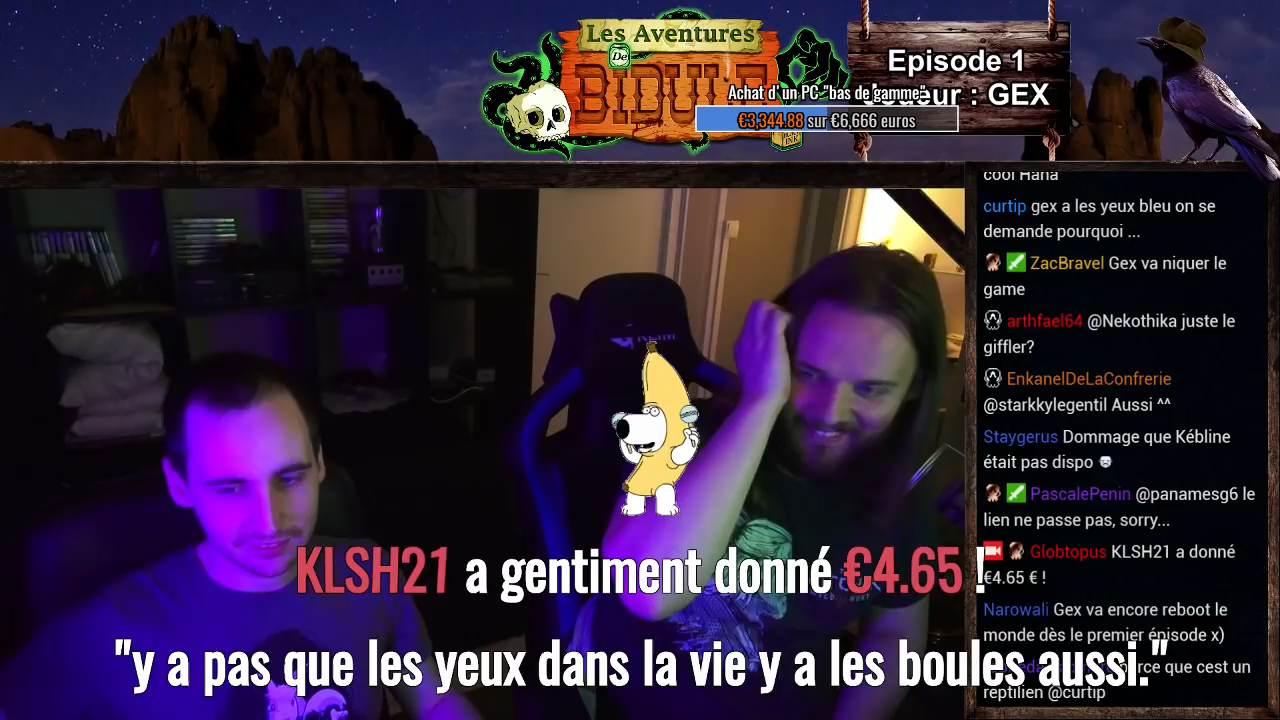 Les Aventures
De
BIDULE
Episode 1
Achat d'un PC "bas de gamme"
: GEX
€3,344.88 sur €6,666 euros
cool Haha
curtip gex a les yeux bleu on se
demande pourquoi ...
ZacBravel Gex va niquer le
game
arthfael64 @Nekothika juste le
giffler?
EnkanelDeLaConfrerie
@starkkylegentil Aussi ^^
Staygerus Dommage que Kébline
était pas dispo
PascalePenin @panamesg6 le
lien ne passe pas, sorry...
Globtopus KLSH21 a donné
€4.65 € !
Narowali Gex va encore reboot le
monde dès le premier épisode x)
que cest un
reptilien @curtip
KLSH21 a gentiment donné €4.65 !
"y a pas que les yeux dans la vie y a les boules aussi."